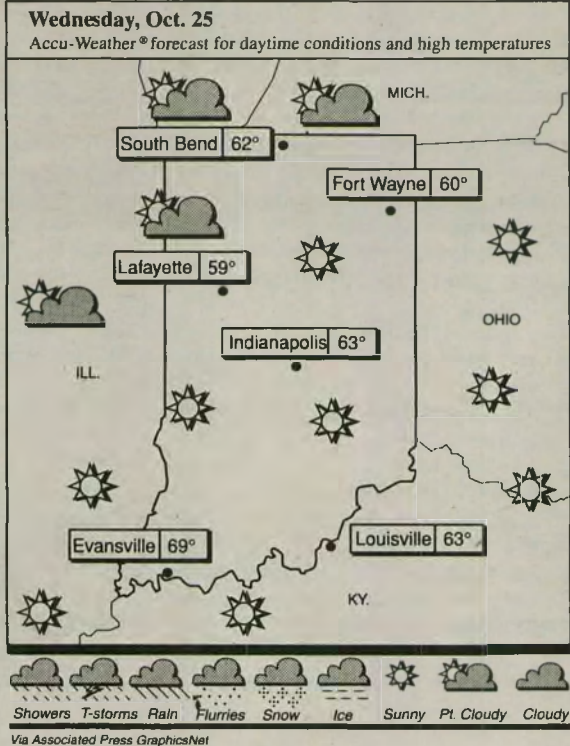 Wednesday, Oct. 25
Accu-Weather® forecast for daytime conditions and high temperatures
MICH.
South Bend 62°
Fort Wayne 60°
Lafayette 59°
OHIO
Indianapolis 63°
ILL.
Evansville 69°
Louisville 63°
KY.
Showers T-storms Rain Flurries Snow Ice Sunny Pt. Cloudy Cloudy
Via Associated Press GraphicsNet